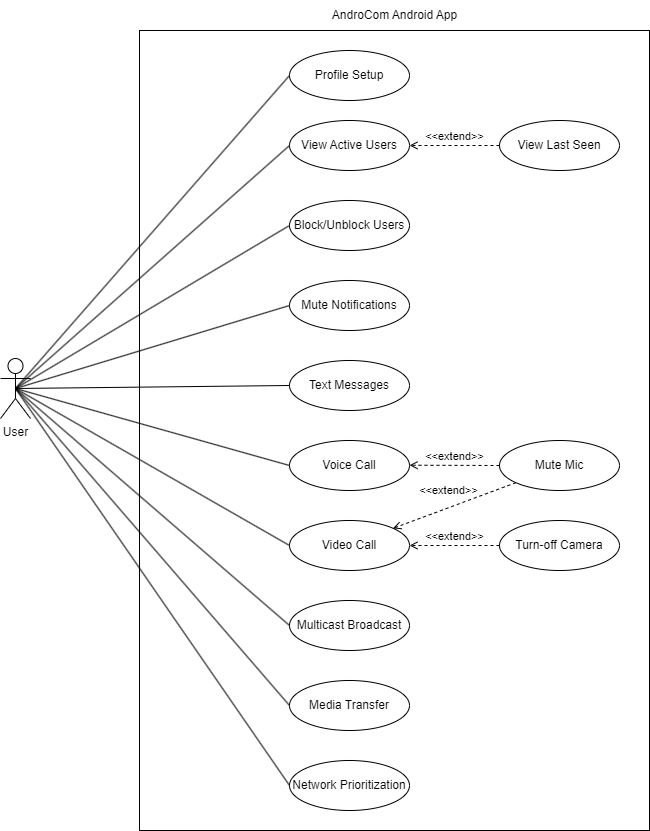 AndroCom Android App
Profile Setup
View Active Users
<<extend>>
View Last Seen
Block/Unblock Users
Mute Notifications
User
Text Messages
Voice Call
<<extend>>
Mute Mic
<<extend>>
Video Call
<<extend>>
Turn-off Camera
Multicast Broadcast
Media Transfer
Network Prioritization